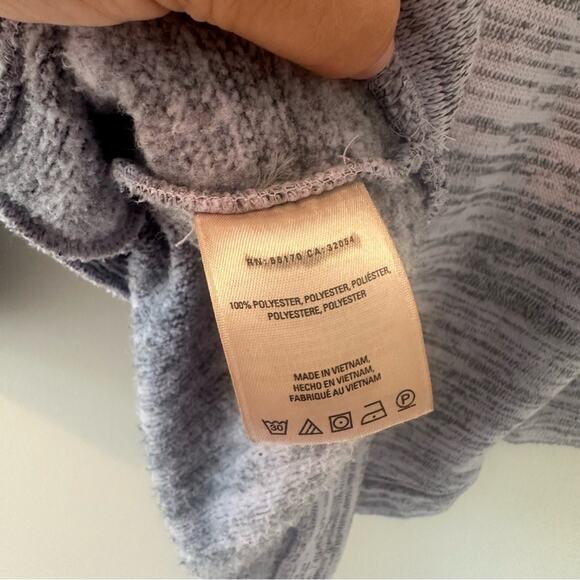 RN: 88170 CA: 32054
100% POLYESTER, POLYESTER, POLIÉSTER,
POLYESTERE, POLYESTER
MADE IN VIETNAM,
HECHO EN VIETNAM,
FABRIQUÉ AU VIETNAM
30 P